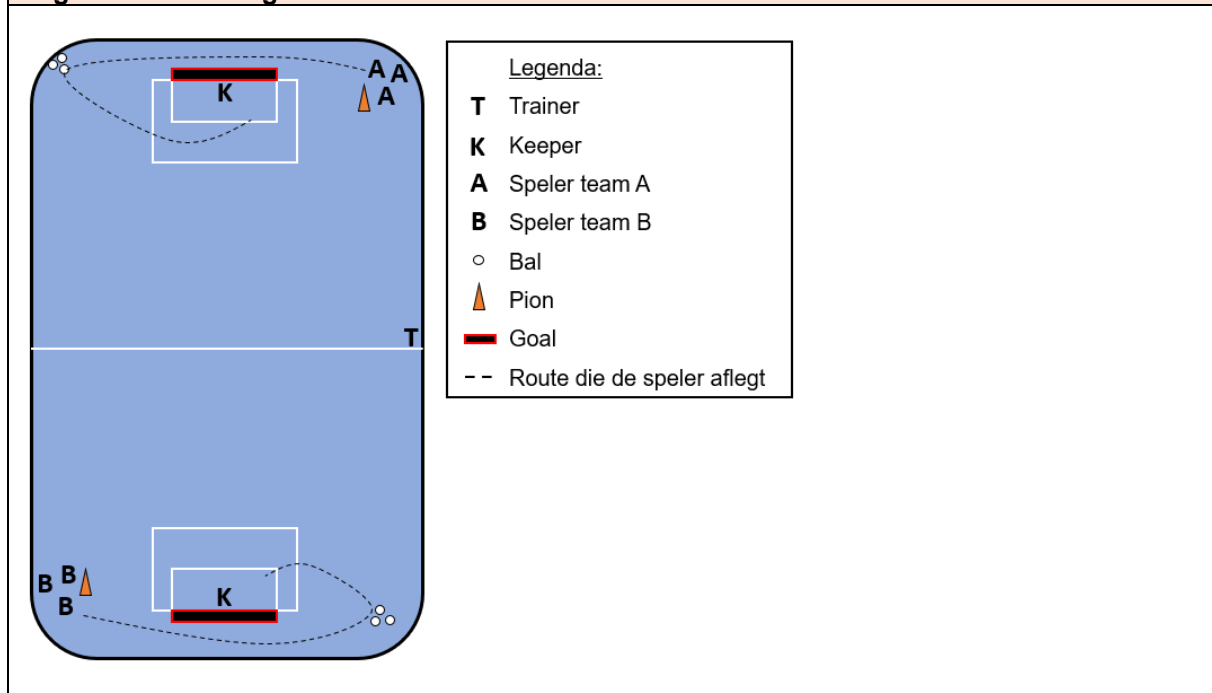 A A
K
A
T
B B
K
B
Legenda:
T Trainer
K Keeper
A Speler team A
B Speler team B
Bal
Pion
Goal
Route die de speler aflegt